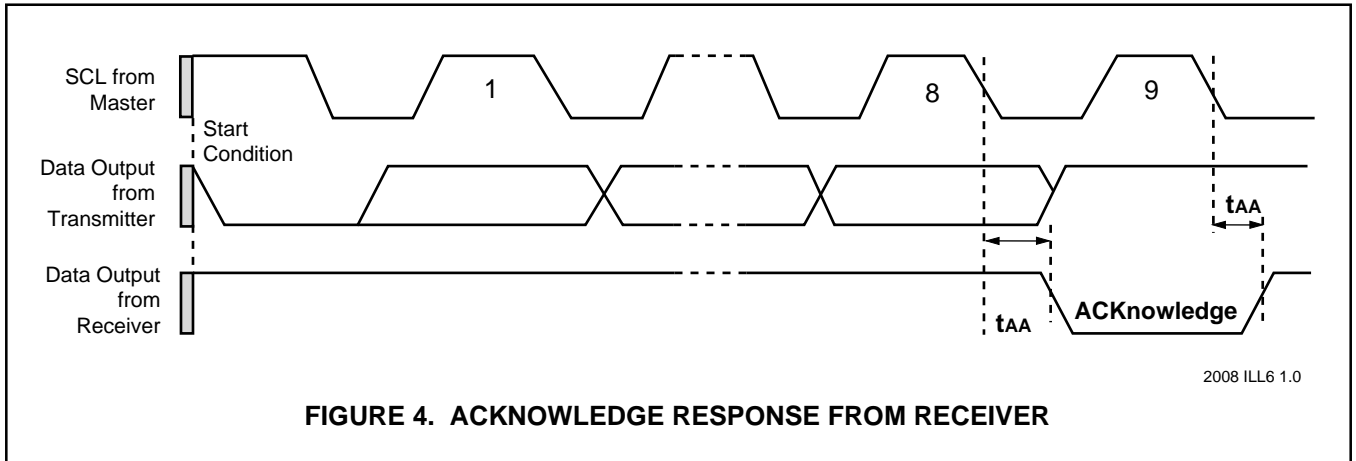 SCL from
Master
1
8
9
Start
Condition
Data Output
from
Transmitter
tAA
Data Output
from
Receiver
tAA
ACKnowledge
2008 ILL6 1.0
FIGURE 4. ACKNOWLEDGE RESPONSE FROM RECEIVER